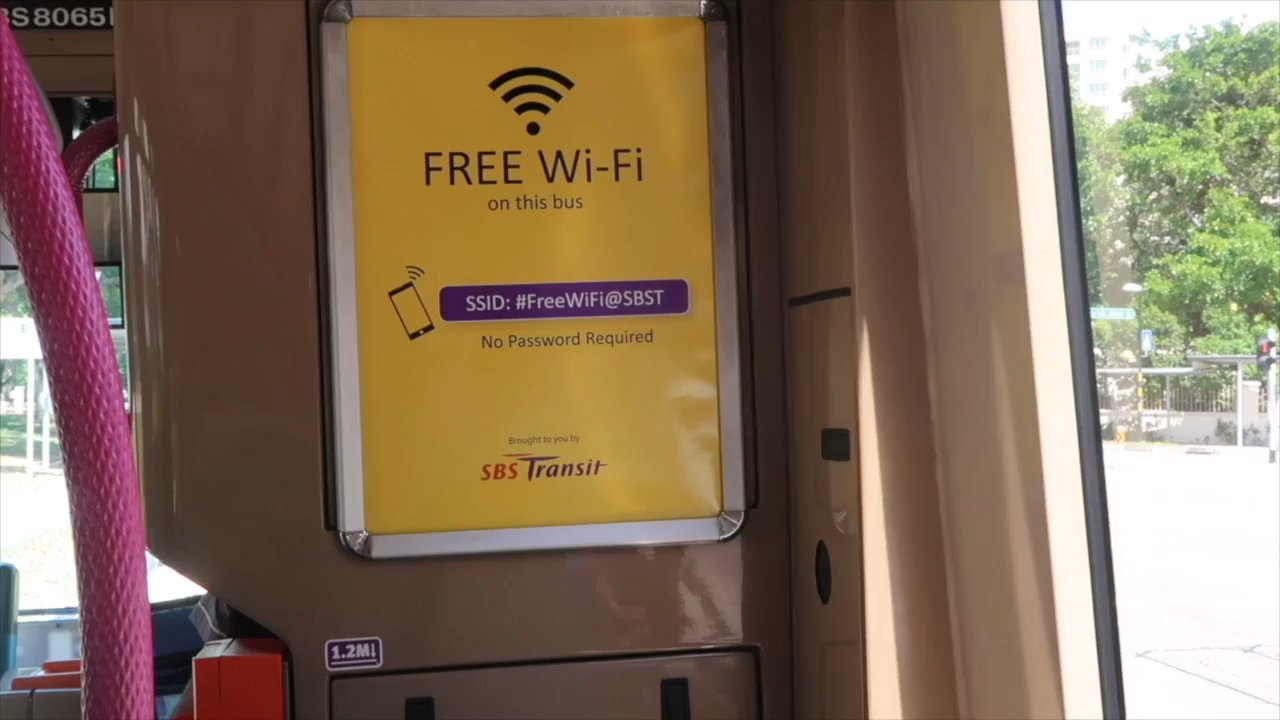 S8065
FREE Wi-Fi
on this bus
SSID: #FreeWiFi@SBST
No Password Required
Brought to you by
SBS Transit
1.2M